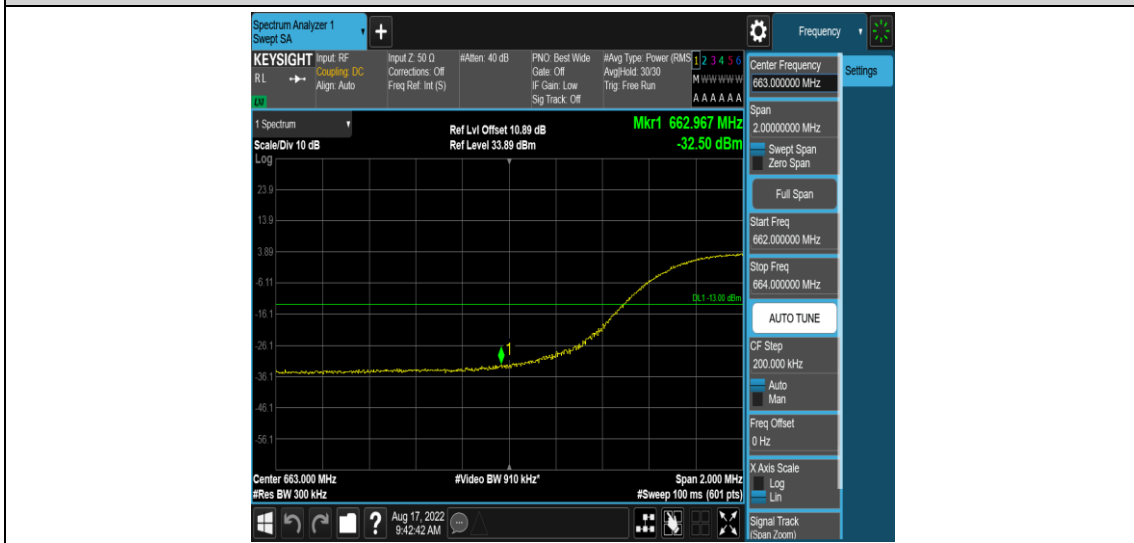 Spectrum Analyzer 1
Swept SA
+
Frequency
KEYSIGHT
RL
LXI
Input: RF
Coupling: DC
Align: Auto
Input Z: 50 Ω
Corrections: Off
Freq Ref: Int (S)
#Atten: 40 dB
PNO: Best Wide
Gate: Off
IF Gain: Low
Sig Track: Off
#Avg Type: Power (RMS
Avg|Hold: 30/30
Trig: Free Run
1 2 3 4 5 6
M W W W W W
A A A A A A
1 Spectrum
Scale/Div 10 dB
Ref Lvl Offset 10.89 dB
Ref Level 33.89 dBm
Mkr1 662.967 MHz
-32.50 dBm
Log
23.9
13.9
3.89
-6.11
-16.1
-26.1
-36.1
-46.1
-56.1
DL1 -13.00 dBm
1
Center 663.000 MHz
#Res BW 300 kHz
#Video BW 910 kHz*
Span 2.000 MHz
#Sweep 100 ms (601 pts)
Center Frequency
663.000000 MHz
Settings
Span
2.00000000 MHz
Swept Span
Zero Span
Full Span
Start Freq
662.000000 MHz
Stop Freq
664.000000 MHz
AUTO TUNE
CF Step
200.000 kHz
Auto
Man
Freq Offset
0 Hz
X Axis Scale
Log
Lin
Signal Track
(Span Zoom)
?
Aug 17, 2022
9:42:42 AM